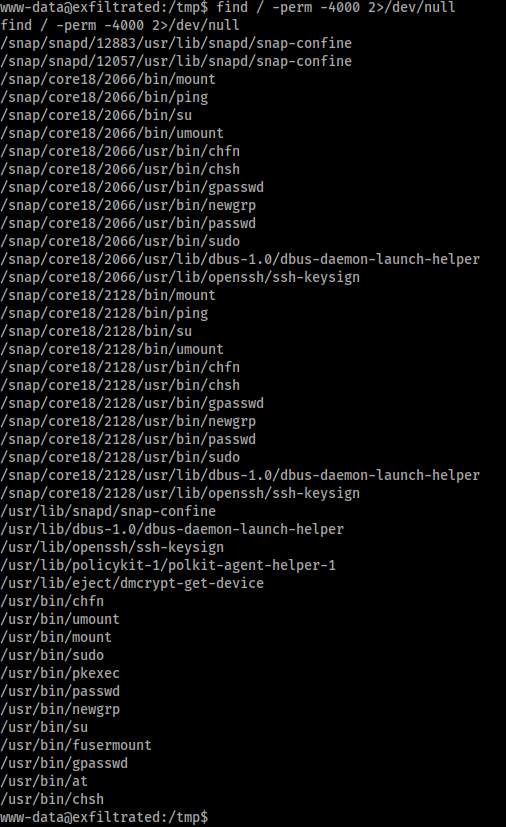 www-data@exfiltrated:/tmp$ find / -perm -4000 2>/dev/null
find / -perm -4000 2>/dev/null
/snap/snapd/12883/usr/lib/snapd/snap-confine
/snap/snapd/12057/usr/lib/snapd/snap-confine
/snap/core18/2066/bin/mount
/snap/core18/2066/bin/ping
/snap/core18/2066/bin/su
/snap/core18/2066/bin/umount
/snap/core18/2066/usr/bin/chfn
/snap/core18/2066/usr/bin/chsh
/snap/core18/2066/usr/bin/gpasswd
/snap/core18/2066/usr/bin/newgrp
/snap/core18/2066/usr/bin/passwd
/snap/core18/2066/usr/bin/sudo
/snap/core18/2066/usr/lib/dbus-1.0/dbus-daemon-launch-helper
/snap/core18/2066/usr/lib/openssh/ssh-keysign
/snap/core18/2128/bin/mount
/snap/core18/2128/bin/ping
/snap/core18/2128/bin/su
/snap/core18/2128/bin/umount
/snap/core18/2128/usr/bin/chfn
/snap/core18/2128/usr/bin/chsh
/snap/core18/2128/usr/bin/gpasswd
/snap/core18/2128/usr/bin/newgrp
/snap/core18/2128/usr/bin/passwd
/snap/core18/2128/usr/bin/sudo
/snap/core18/2128/usr/lib/dbus-1.0/dbus-daemon-launch-helper
/snap/core18/2128/usr/lib/openssh/ssh-keysign
/usr/lib/snapd/snap-confine
/usr/lib/dbus-1.0/dbus-daemon-launch-helper
/usr/lib/openssh/ssh-keysign
/usr/lib/policykit-1/polkit-agent-helper-1
/usr/lib/eject/dmcrypt-get-device
/usr/bin/chfn
/usr/bin/umount
/usr/bin/mount
/usr/bin/sudo
/usr/bin/pkexec
/usr/bin/passwd
/usr/bin/newgrp
/usr/bin/su
/usr/bin/fusermount
/usr/bin/gpasswd
/usr/bin/at
/usr/bin/chsh
www-data@exfiltrated:/tmp$